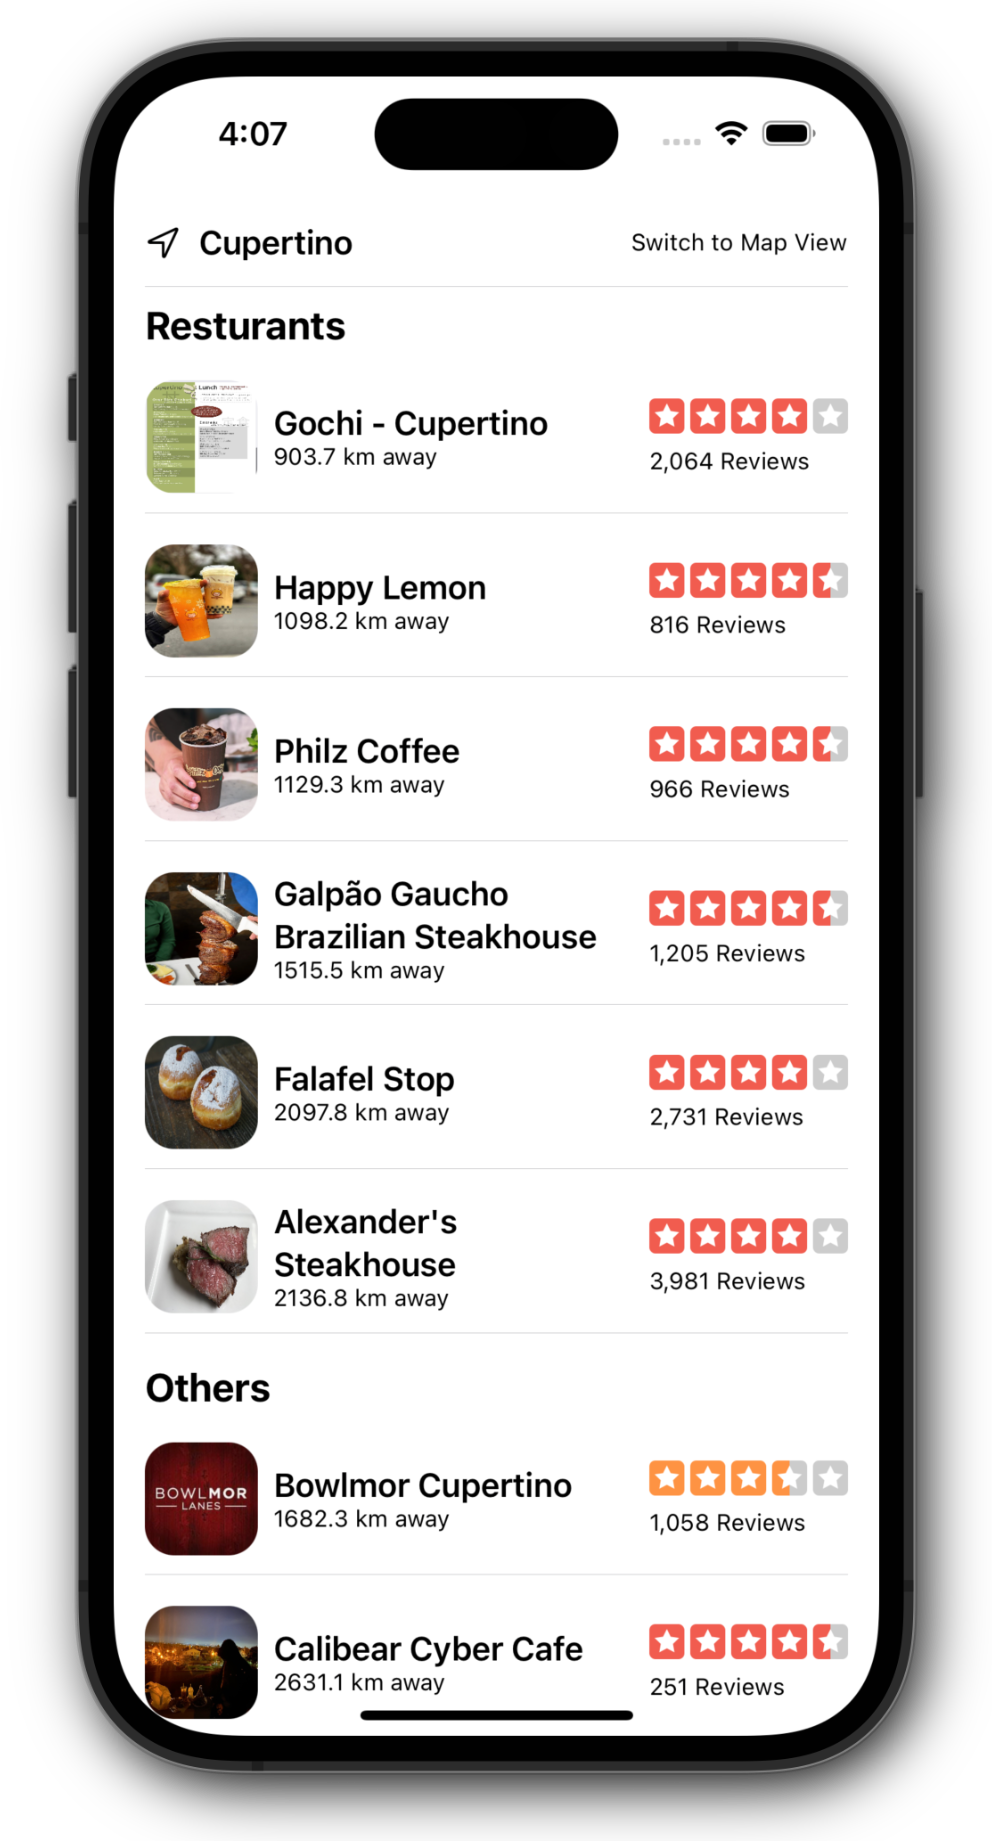 4:07
Cupertino
Switch to Map View
Resturants
Lunch
Gochi - Cupertino
903.7 km away
2,064 Reviews
Happy Lemon
1098.2 km away
816 Reviews
Philz Coffee
1129.3 km away
966 Reviews
Galpão Gaucho
Brazilian Steakhouse
1515.5 km away
1,205 Reviews
Falafel Stop
2097.8 km away
2,731 Reviews
Alexander's
Steakhouse
2136.8 km away
3,981 Reviews
Others
BOWLMOR
LANES
Bowlmor Cupertino
1682.3 km away
1,058 Reviews
Calibear Cyber Cafe
2631.1 km away
251 Reviews